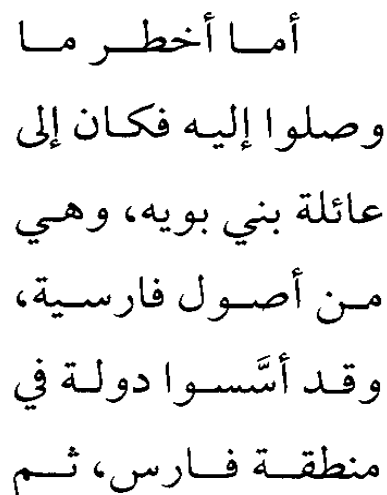 أما أخطر ما
وصلوا إليه فكان إلى
عائلة بني بويه، وهي
من أصول فارسية،
وقد أسَّسوا دولة في
منطقة فارس، ثم